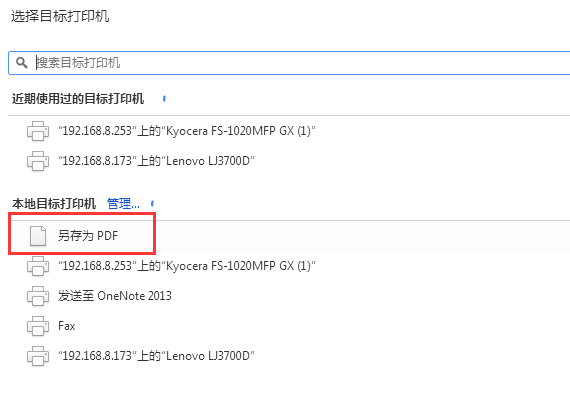 选择目标打印机
搜索目标打印机
近期使用过的目标打印机
“192.168.8.253”上的“Kyocera FS-1020MFP GX (1)”
“192.168.8.173”上的“Lenovo LJ3700D”
本地目标打印机 管理...
另存为 PDF
“192.168.8.253”上的“Kyocera FS-1020MFP GX (1)”
发送至 OneNote 2013
Fax
“192.168.8.173”上的“Lenovo LJ3700D”